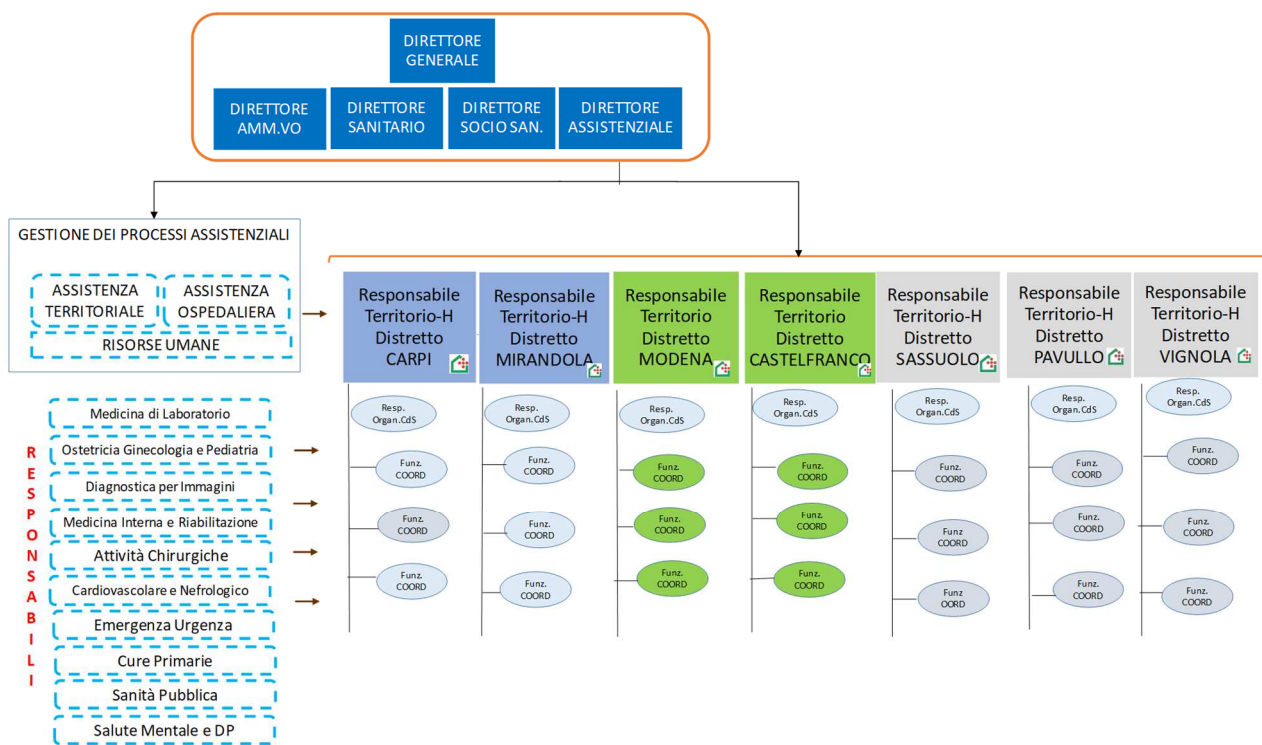 DIRETTORE
GENERALE
DIRETTORE
AMM.VO
DIRETTORE
SANITARIO
DIRETTORE
SOCIO SAN.
DIRETTORE
ASSISTENZIALE
GESTIONE DEI PROCESSI ASSISTENZIALI
ASSISTENZA
TERRITORIALE
ASSISTENZA
OSPEDALIERA
RISORSE UMANE
Responsabile
Territorio-H
Distretto
CARPI
Responsabile
Territorio-H
Distretto
MIRANDOLA
Responsabile
Territorio
Distretto
MODENA
Responsabile
Territorio
Distretto
CASTELFRANCO
Responsabile
Territorio-H
Distretto
SASSUOLO
Responsabile
Territorio-H
Distretto
PAVULLO
Responsabile
Territorio-H
Distretto
VIGNOLA
RESPONSABILI
Medicina di Laboratorio
Ostetricia Ginecologia e Pediatria
Diagnostica per Immagini
Medicina Interna e Riabilitazione
Attività Chirurgiche
Cardiovascolare e Nefrologico
Emergenza Urgenza
Cure Primarie
Sanità Pubblica
Salute Mentale e DP
Resp.
Organ.CdS
Funz.
COORD
Funz.
COORD
Funz.
COORD
Resp.
Organ.CdS
Funz.
COORD
Funz.
COORD
Funz.
COORD
Resp.
Organ.CdS
Funz.
COORD
Funz.
COORD
Funz.
COORD
Resp.
Organ.CdS
Funz.
COORD
Funz.
COORD
Funz.
COORD
Resp.
Organ.CdS
Funz.
COORD
Funz
COORD
Funz
OORD
Resp.
Organ.CdS
Funz.
COORD
Funz.
COORD
Funz.
COORD
Resp.
Organ.CdS
Funz.
COORD
Funz.
COORD
Funz.
COORD